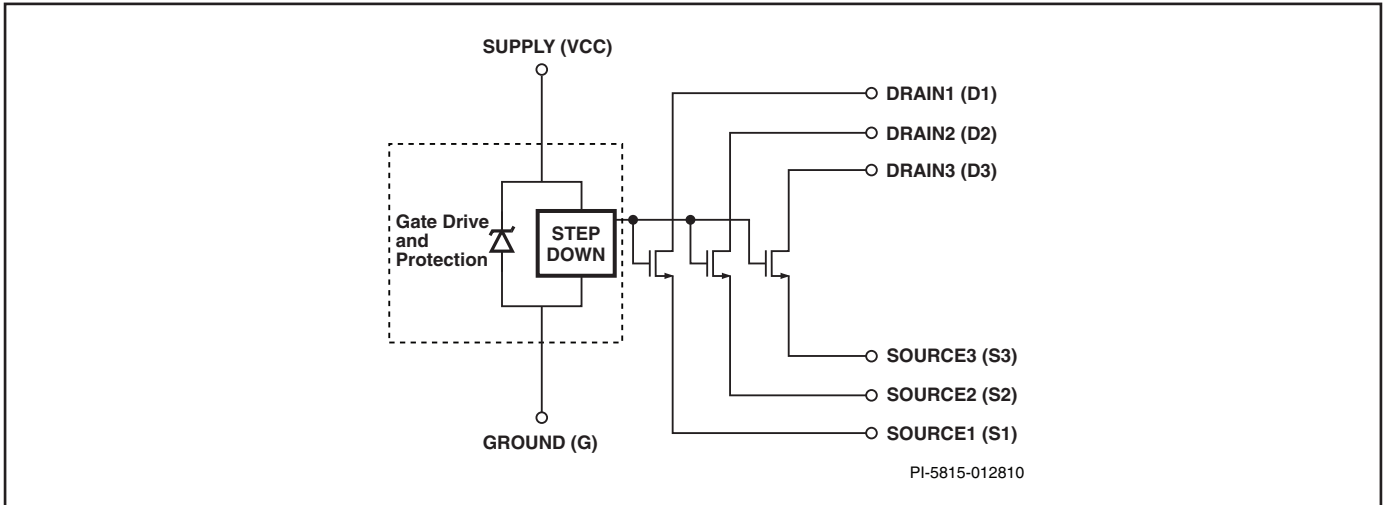 SUPPLY (VCC)
DRAIN1 (D1)
DRAIN2 (D2)
DRAIN3 (D3)
Gate Drive
and
Protection
STEP
DOWN
SOURCE3 (S3)
SOURCE2 (S2)
SOURCE1 (S1)
GROUND (G)
PI-5815-012810